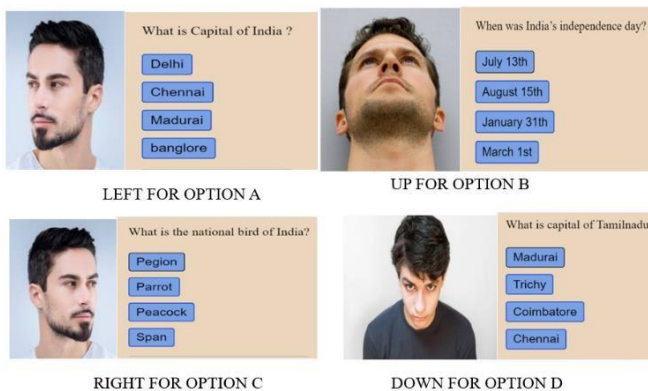 What is Capital of India ?
Delhi
Chennai
Madurai
banglore
LEFT FOR OPTION A
When was India's independence day?
July 13th
August 15th
January 31th
March 1st
UP FOR OPTION B
What is the national bird of India?
Pegion
Parrot
Peacock
Span
RIGHT FOR OPTION C
What is capital of Tamilnadu
Madurai
Trichy
Coimbatore
Chennai
DOWN FOR OPTION D